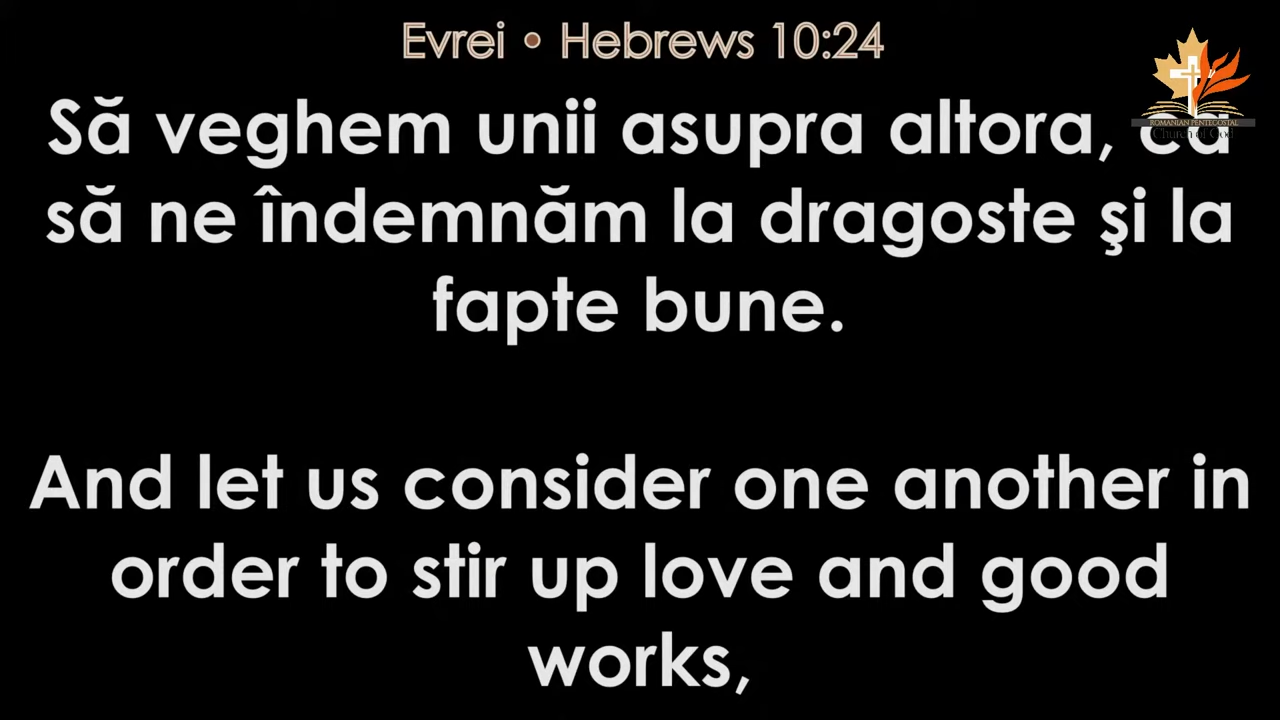 Evrei • Hebrews 10:24
Să veghem unii asupra altora, ca
să ne îndemnăm la dragoste şi la
fapte bune.
And let us consider one another in
order to stir up love and good
works,
ROMANIAN PENTECOSTAL
Church of God